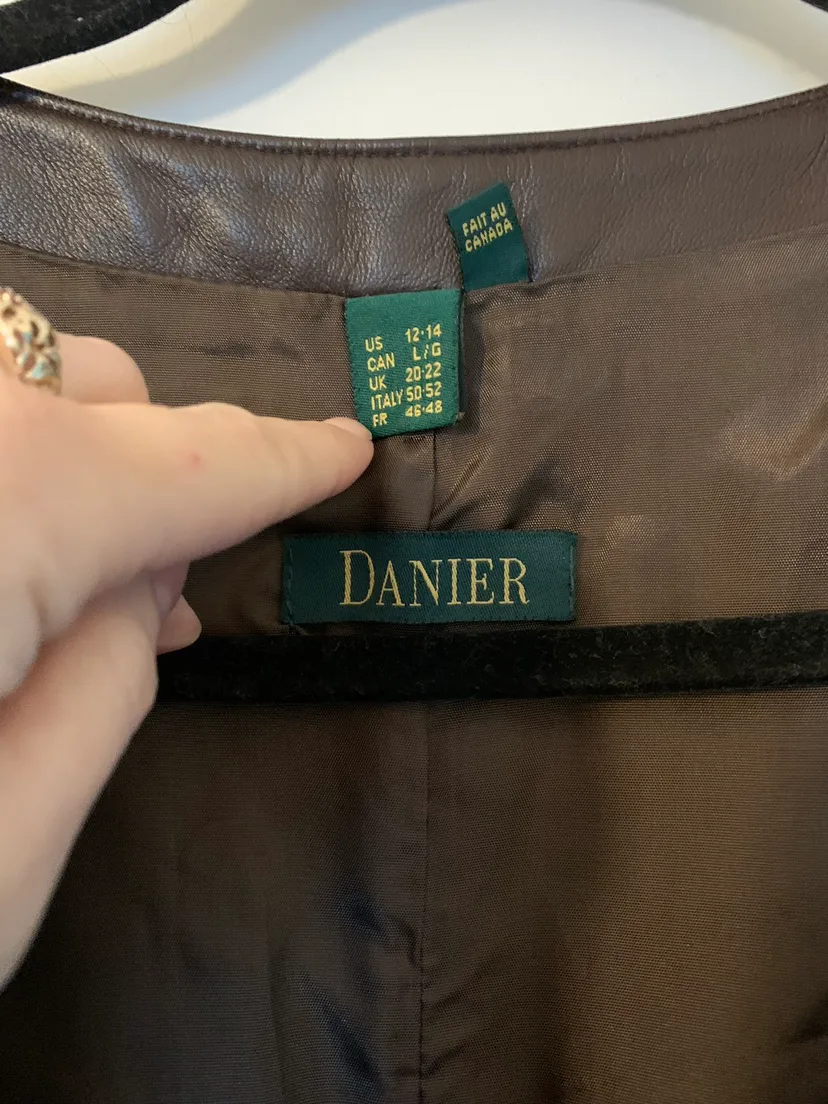 FAIT AU
CANADA
US 12·14
CAN L/G
UK 20·22
ITALY 50·52
FR 46·48
DANIER